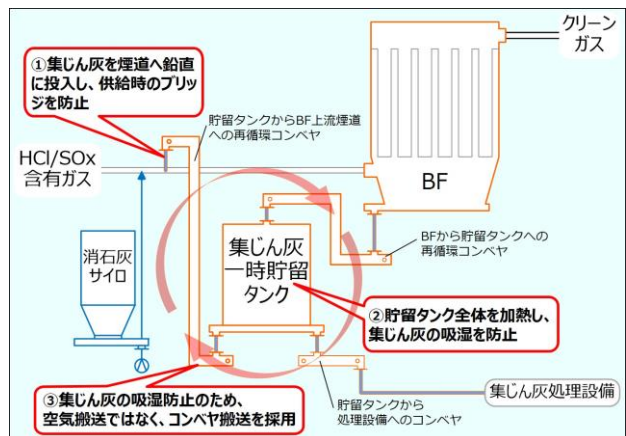 ①集じん灰を煙道へ鉛直
に投入し、供給時のブリッ
ジを防止
クリーン
ガス
貯留タンクからBF上流煙道
への再循環コンベヤ
HCl/SOx
含有ガス
BF
消石灰
サイロ
集じん灰
一時貯留
タンク
BFから貯留タンクへの
再循環コンベヤ
②貯留タンク全体を加熱し、
集じん灰の吸湿を防止
③集じん灰の吸湿防止のため、
空気搬送ではなく、コンベヤ搬送を採用
貯留タンクから
処理設備へのコンベヤ
集じん灰処理設備